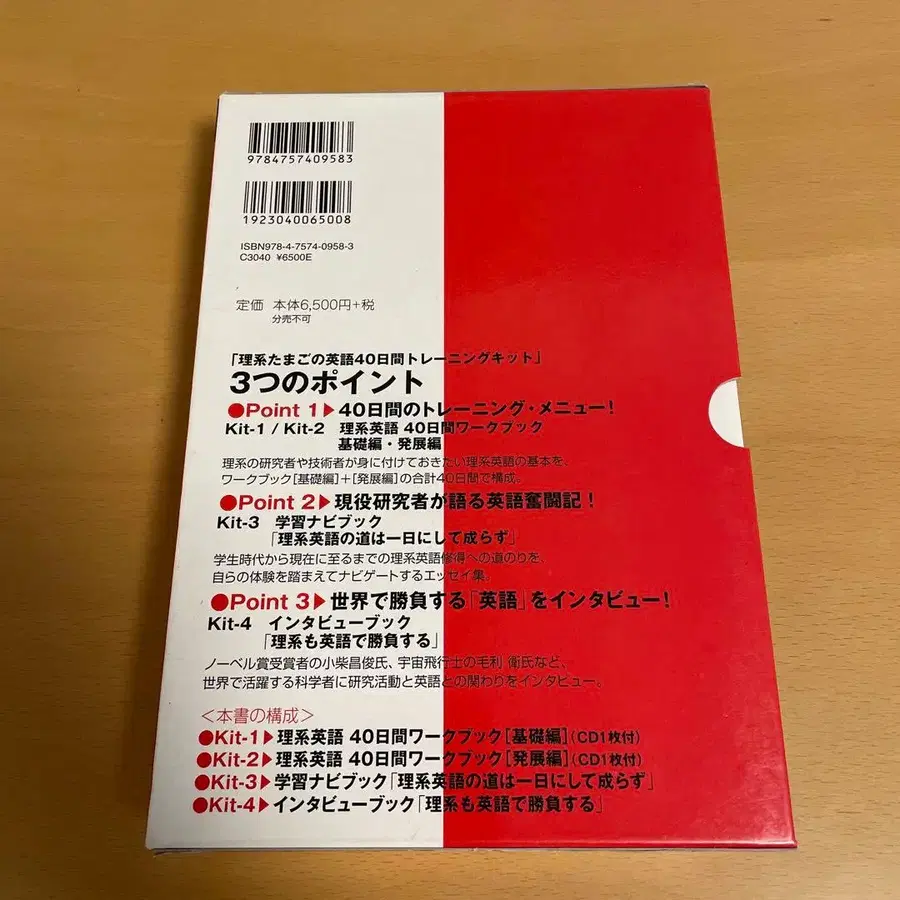 9784757409583
1923040065008
ISBN978-4-7574-0958-3
C3040 ¥6500E
定価 本体6,500円+税
分売不可
「理系たまごの英語40日間トレーニングキット」
3つのポイント
●Point 1▶40日間のトレーニング・メニュー!
Kit-1 / Kit-2 理系英語 40日間ワークブック
基礎編・発展編
理系の研究者や技術者が身に付けておきたい理系英語の基本を、
ワークブック[基礎編]+[発展編]の合計40日間で構成。
●Point 2▶現役研究者が語る英語奮闘記!
Kit-3 学習ナビブック
「理系英語の道は一日にして成らず」
学生時代から現在に至るまでの理系英語修得への道のりを、
自らの体験を踏まえてナビゲートするエッセイ集。
●Point 3▶世界で勝負する「英語」をインタビュー!
Kit-4 インタビューブック
「理系も英語で勝負する」
ノーベル賞受賞者の小柴昌俊氏、宇宙飛行士の毛利 衛氏など、
世界で活躍する科学者に研究活動と英語との関わりをインタビュー。
<本書の構成>
●Kit-1▶理系英語 40日間ワークブック[基礎編](CD1枚付)
●Kit-2▶理系英語 40日間ワークブック[発展編](CD1枚付)
●Kit-3▶学習ナビブック「理系英語の道は一日にして成らず」
●Kit-4▶インタビューブック「理系も英語で勝負する」